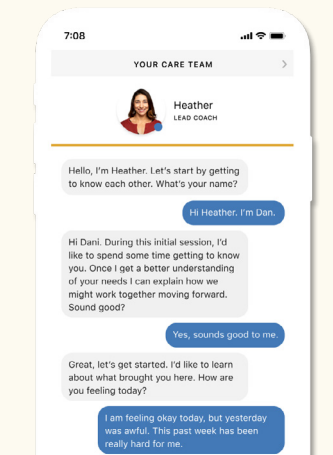 7:08
YOUR CARE TEAM
Heather
LEAD COACH
Hello, I'm Heather. Let's start by getting
to know each other. What's your name?
Hi Heather. I'm Dan.
Hi Dani. During this initial session, I'd
like to spend some time getting to know
you. Once I get a better understanding
of your needs I can explain how we
might work together moving forward.
Sound good?
Yes, sounds good to me.
Great, let's get started. I'd like to learn
about what brought you here. How are
you feeling today?
I am feeling okay today, but yesterday
was awful. This past week has been
really hard for me.